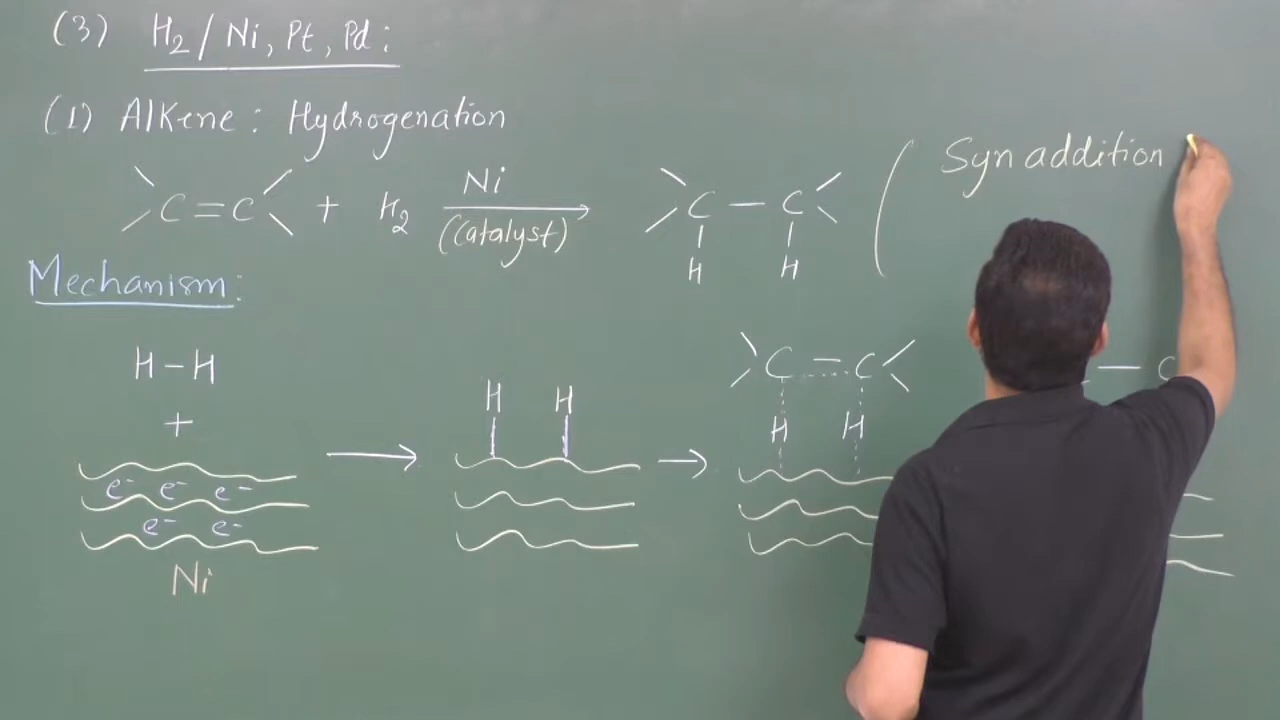 (3) H₂/Ni, Pt, Pd:
(1) Alkene: Hydrogenation
C=C + H₂ Ni (Catalyst) C — C ( Syn addition
H H
Mechanism:
H-H
+
e⁻ e⁻ e⁻
e⁻ e⁻
Ni
H H
C — C
H H
— C